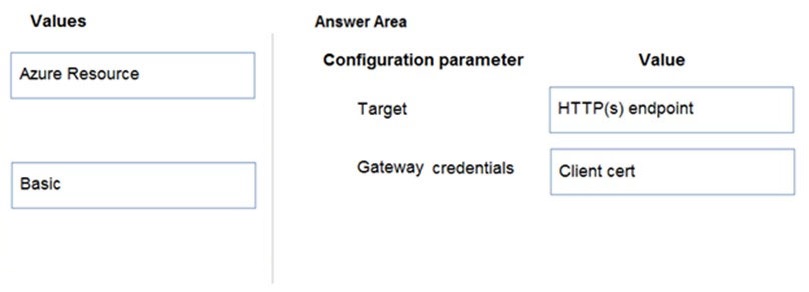 Values
Answer Area
Configuration parameter
Value
Azure Resource
Target
HTTP(s) endpoint
Gateway credentials
Client cert
Basic